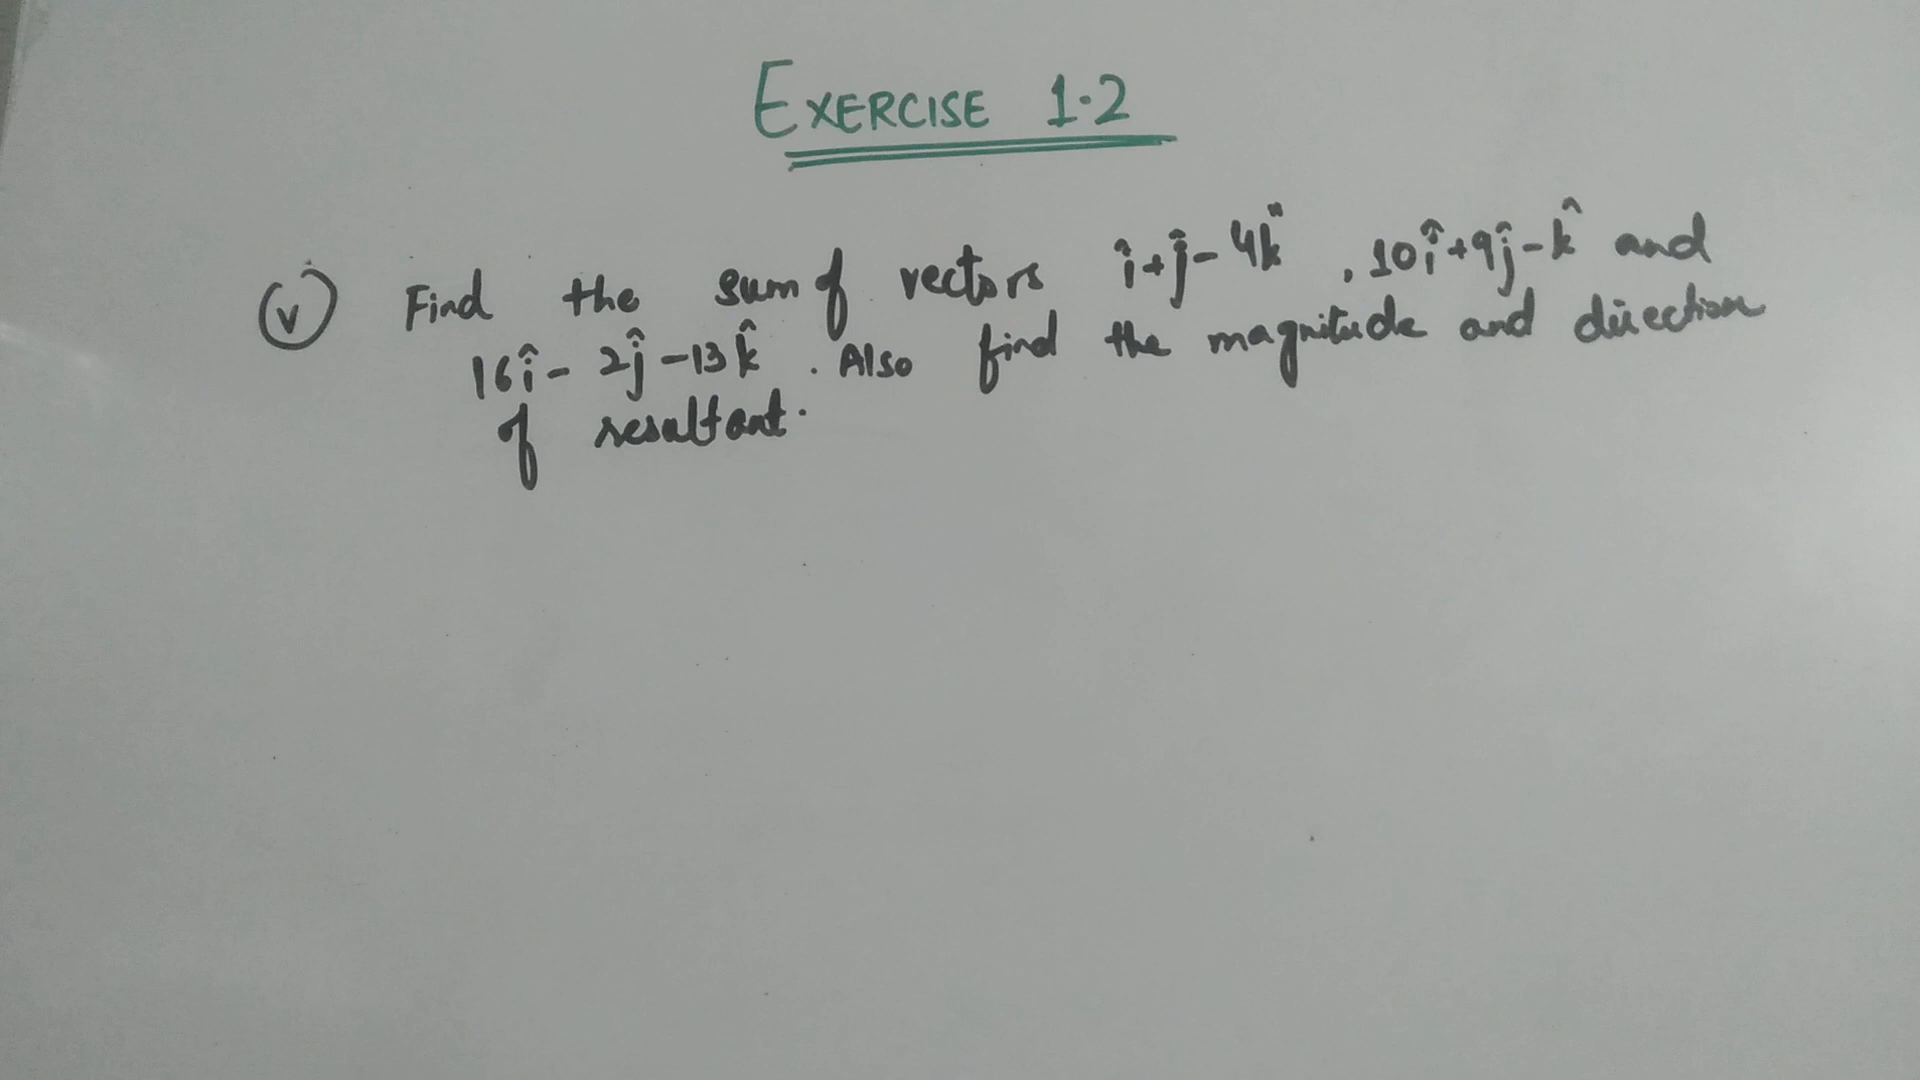 EXERCISE 1.2
(v) Find the sum of vectors î+ĵ-4k̂, 10î+9ĵ-k̂ and
16î-2ĵ-13k̂. Also find the magnitude and direction
of resultant.